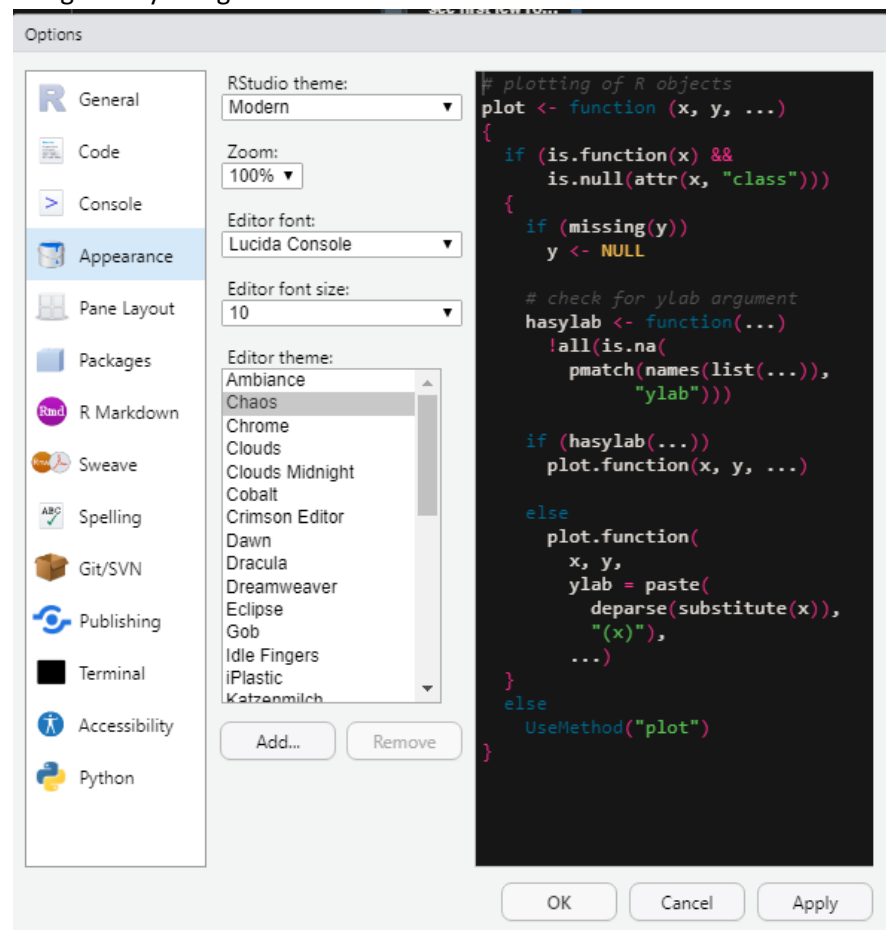 Options
General
Code
Console
Appearance
Pane Layout
Packages
Rmd R Markdown
Sweave
ABC Spelling
Git/SVN
Publishing
Terminal
Accessibility
Python
RStudio theme:
Modern
Zoom:
100%
Editor font:
Lucida Console
Editor font size:
10
Editor theme:
Ambiance
Chaos
Chrome
Clouds
Clouds Midnight
Cobalt
Crimson Editor
Dawn
Dracula
Dreamweaver
Eclipse
Gob
Idle Fingers
iPlastic
Katzenmilch
Add...
Remove
# plotting of R objects
plot <- function (x, y, ...)
{
if (is.function(x) &&
is.null(attr(x, "class")))
{
if (missing(y))
y <- NULL
# check for ylab argument
hasylab <- function(...)
!all(is.na(
pmatch(names(list(...)),
"ylab")))
if (hasylab(...))
plot.function(x, y, ...)
else
plot.function(
x, y,
ylab = paste(
deparse(substitute(x)),
"(x)"),
...)
}
else
UseMethod("plot")
}
OK
Cancel
Apply